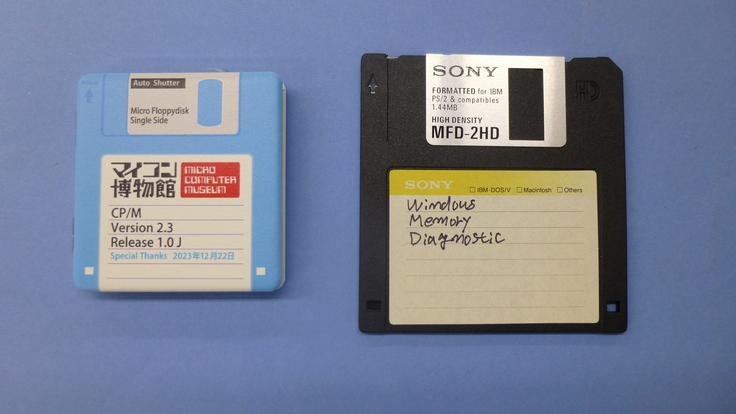 Auto Shutter
Micro Floppydisk
Single Side
マイコン
博物館
MICRO
COMPUTER
MUSEUM
CP/M
Version 2.3
Release 1.0 J
Special Thanks 2023年12月22日
SONY
FORMATTED for IBM
PS/2 & compatibles
1.44MB
HIGH DENSITY
MFD-2HD
HD
SONY □ IBM·DOS/V □ Macintosh □ Others
Windows
Memory
Diagnostic